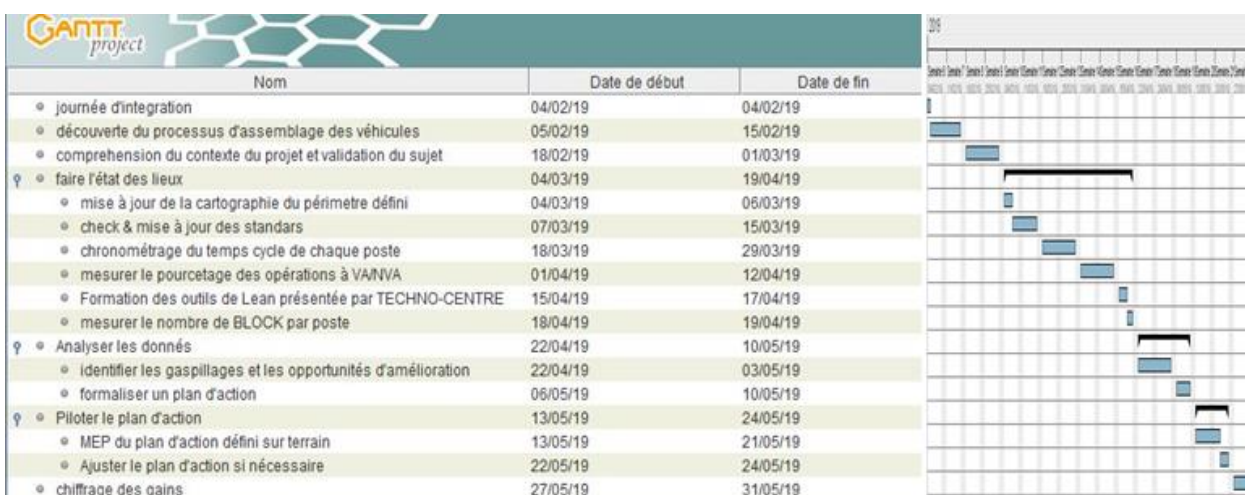 GANTT
project
2019
Nom Date de début Date de fin
journée d'integration 04/02/19 04/02/19
découverte du processus d'assemblage des véhicules 05/02/19 15/02/19
comprehension du contexte du projet et validation du sujet 18/02/19 01/03/19
faire l'état des lieux 04/03/19 19/04/19
mise à jour de la cartographie du périmetre défini 04/03/19 06/03/19
check & mise à jour des standars 07/03/19 15/03/19
chronométrage du temps cycle de chaque poste 18/03/19 29/03/19
mesurer le pourcetage des opérations à VA/NVA 01/04/19 12/04/19
Formation des outils de Lean présentée par TECHNO-CENTRE 15/04/19 17/04/19
mesurer le nombre de BLOCK par poste 18/04/19 19/04/19
Analyser les donnés 22/04/19 10/05/19
identifier les gaspillages et les opportunités d'amélioration 22/04/19 03/05/19
formaliser un plan d'action 06/05/19 10/05/19
Piloter le plan d'action 13/05/19 24/05/19
MEP du plan d'action défini sur terrain 13/05/19 21/05/19
Ajuster le plan d'action si nécessaire 22/05/19 24/05/19
chiffrage des gains 27/05/19 31/05/19